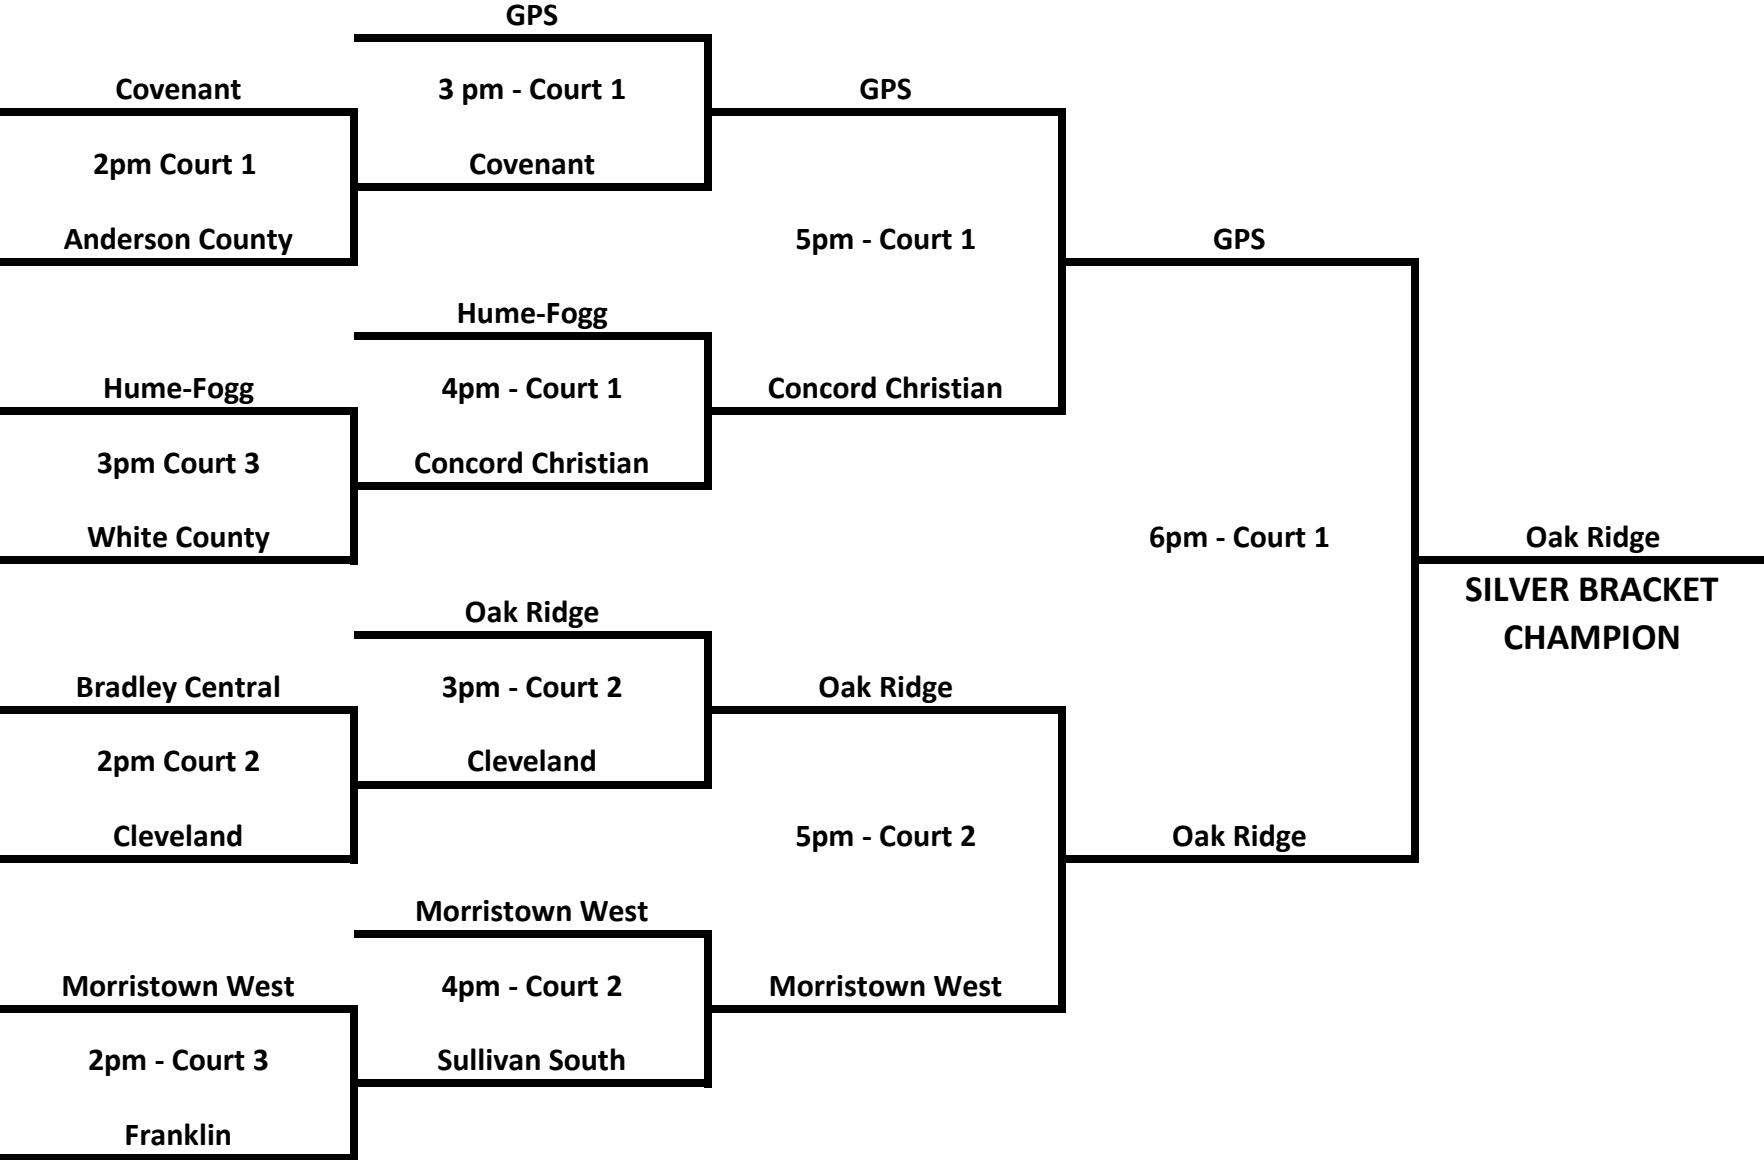 GPS
Covenant
3 pm - Court 1
GPS
2pm Court 1
Covenant
Anderson County
5pm - Court 1
GPS
Hume-Fogg
Hume-Fogg
4pm - Court 1
Concord Christian
3pm Court 3
Concord Christian
White County
6pm - Court 1
Oak Ridge
SILVER BRACKET
CHAMPION
Oak Ridge
Bradley Central
3pm - Court 2
Oak Ridge
2pm Court 2
Cleveland
Cleveland
5pm - Court 2
Oak Ridge
Morristown West
Morristown West
4pm - Court 2
Morristown West
2pm - Court 3
Sullivan South
Franklin